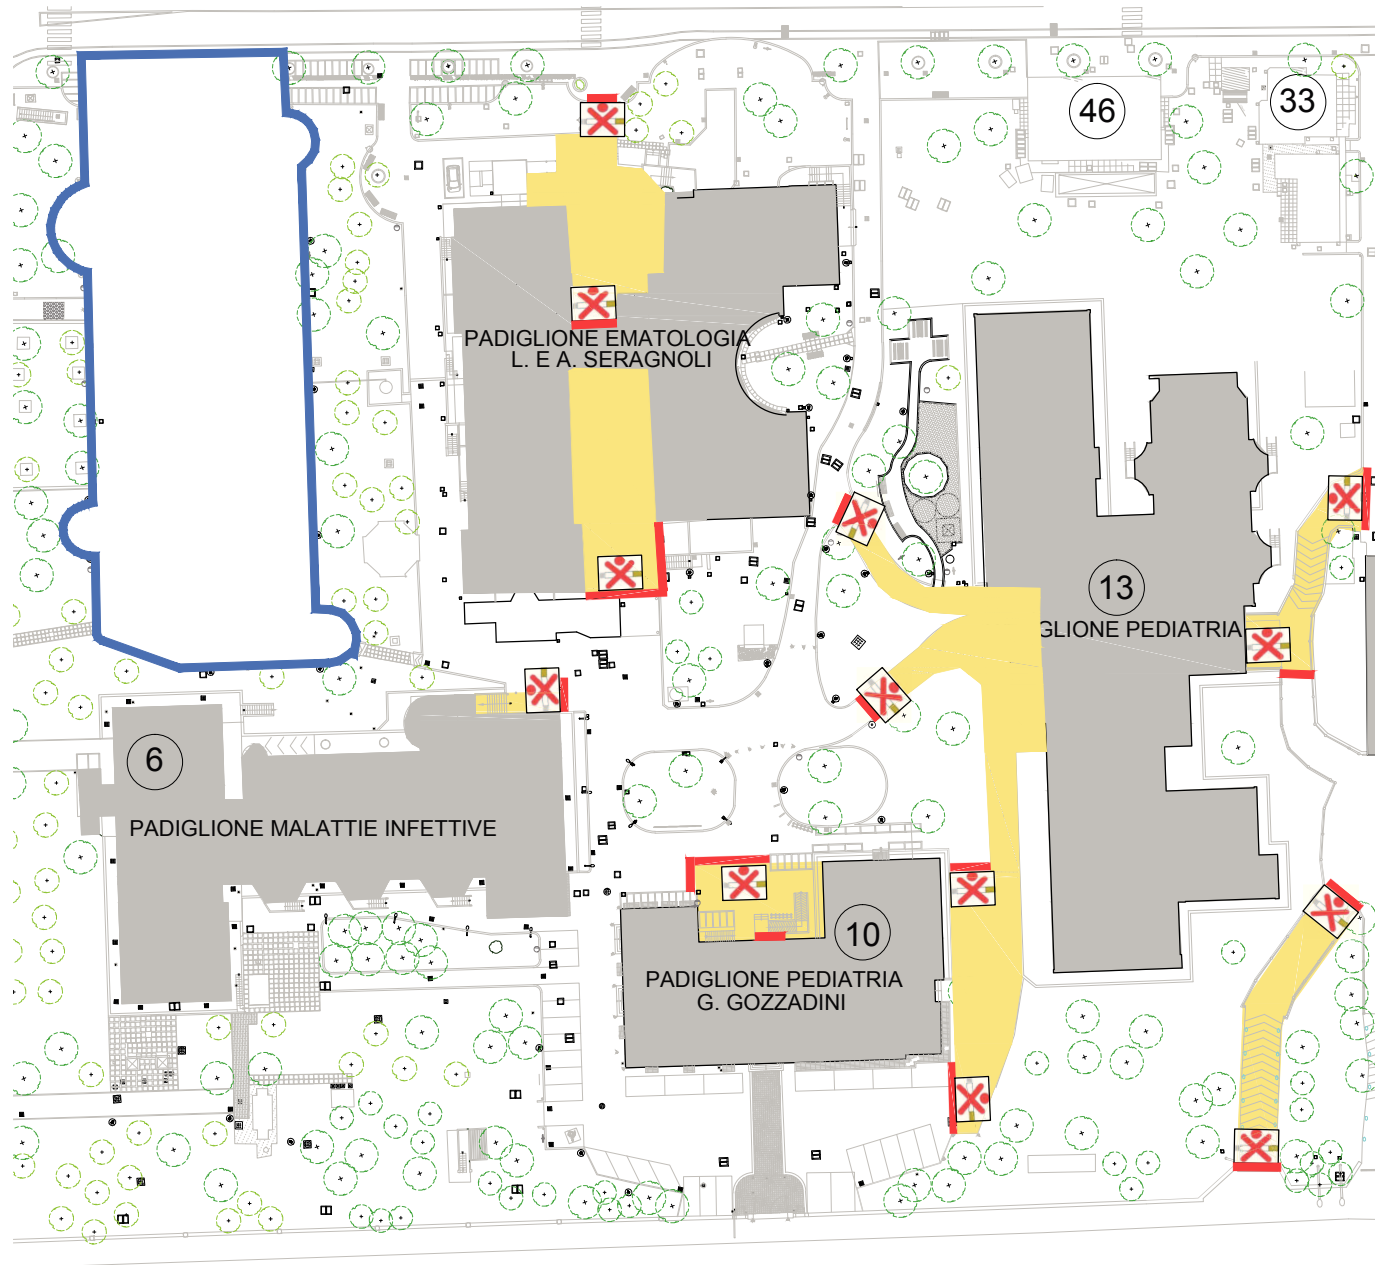 46
33
PADIGLIONE EMATOLOGIA
L. E A. SERAGNOLI
13
GLIONE PEDIATRIA
6
PADIGLIONE MALATTIE INFETTIVE
10
PADIGLIONE PEDIATRIA
G. GOZZADINI